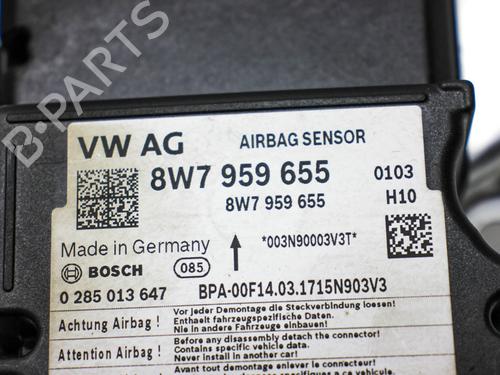 B-PARTS
VW AG AIRBAG SENSOR
8W7 959 655 0103
8W7 959 655 H10
Made in Germany *003N90003V3T*
BOSCH 085
0 285 013 647 BPA-00F14.03.1715N903V3
Achtung Airbag ! Vor jeder Demontage die Steckverbindung loesen!
Enthaelt fahrzeugspezifische Daten.
Nie in andere Fahrzeuge einbauen!
Attention Airbag ! Before any disassembly detach the connector!
Contains specific vehicle data.
Never install in another car!
Avant tout demontage enlever le connecteur!